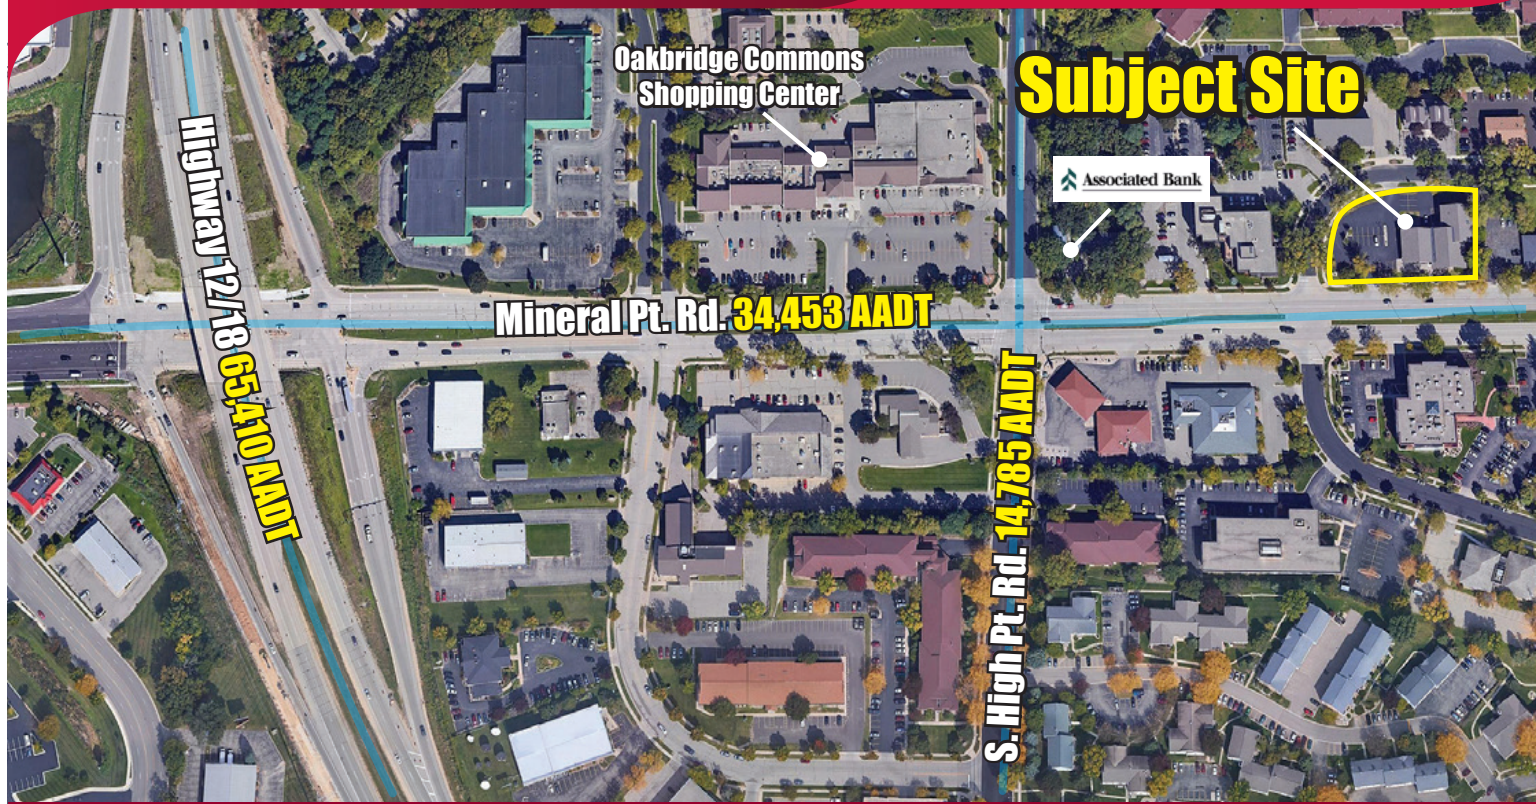 Oakbridge Commons
Shopping Center
Subject Site
Associated Bank
Highway 12/18 65,410 AADT
Mineral Pt. Rd. 34,453 AADT
S. High Pt. Rd. 14,785 AADT